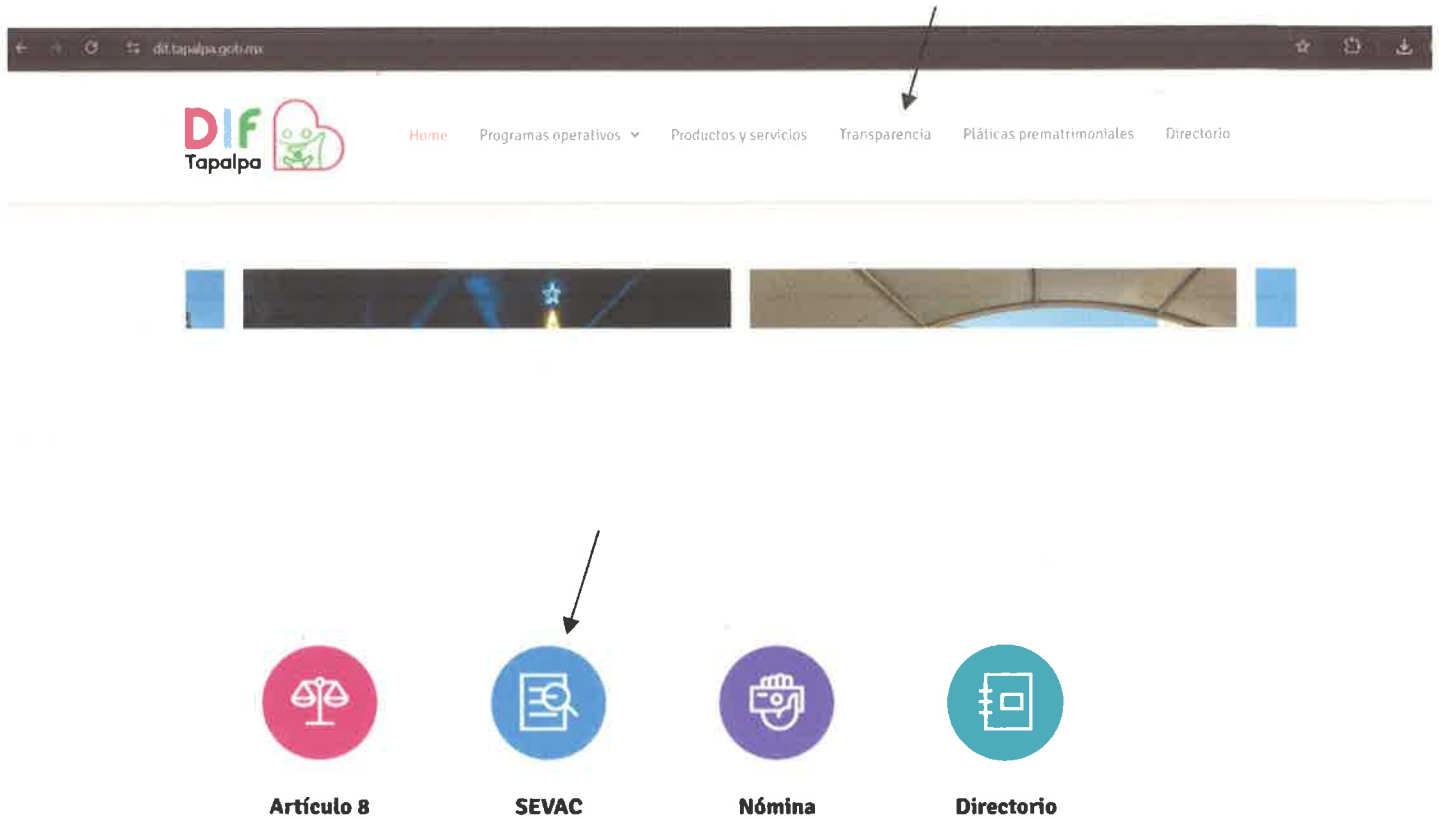 dif.tapalpa.gob.mx
DIF
Tapalpa
Home Programas operativos Productos y servicios Transparencia Pláticas prematrimoniales Directorio
Artículo 8 SEVAC Nómina Directorio